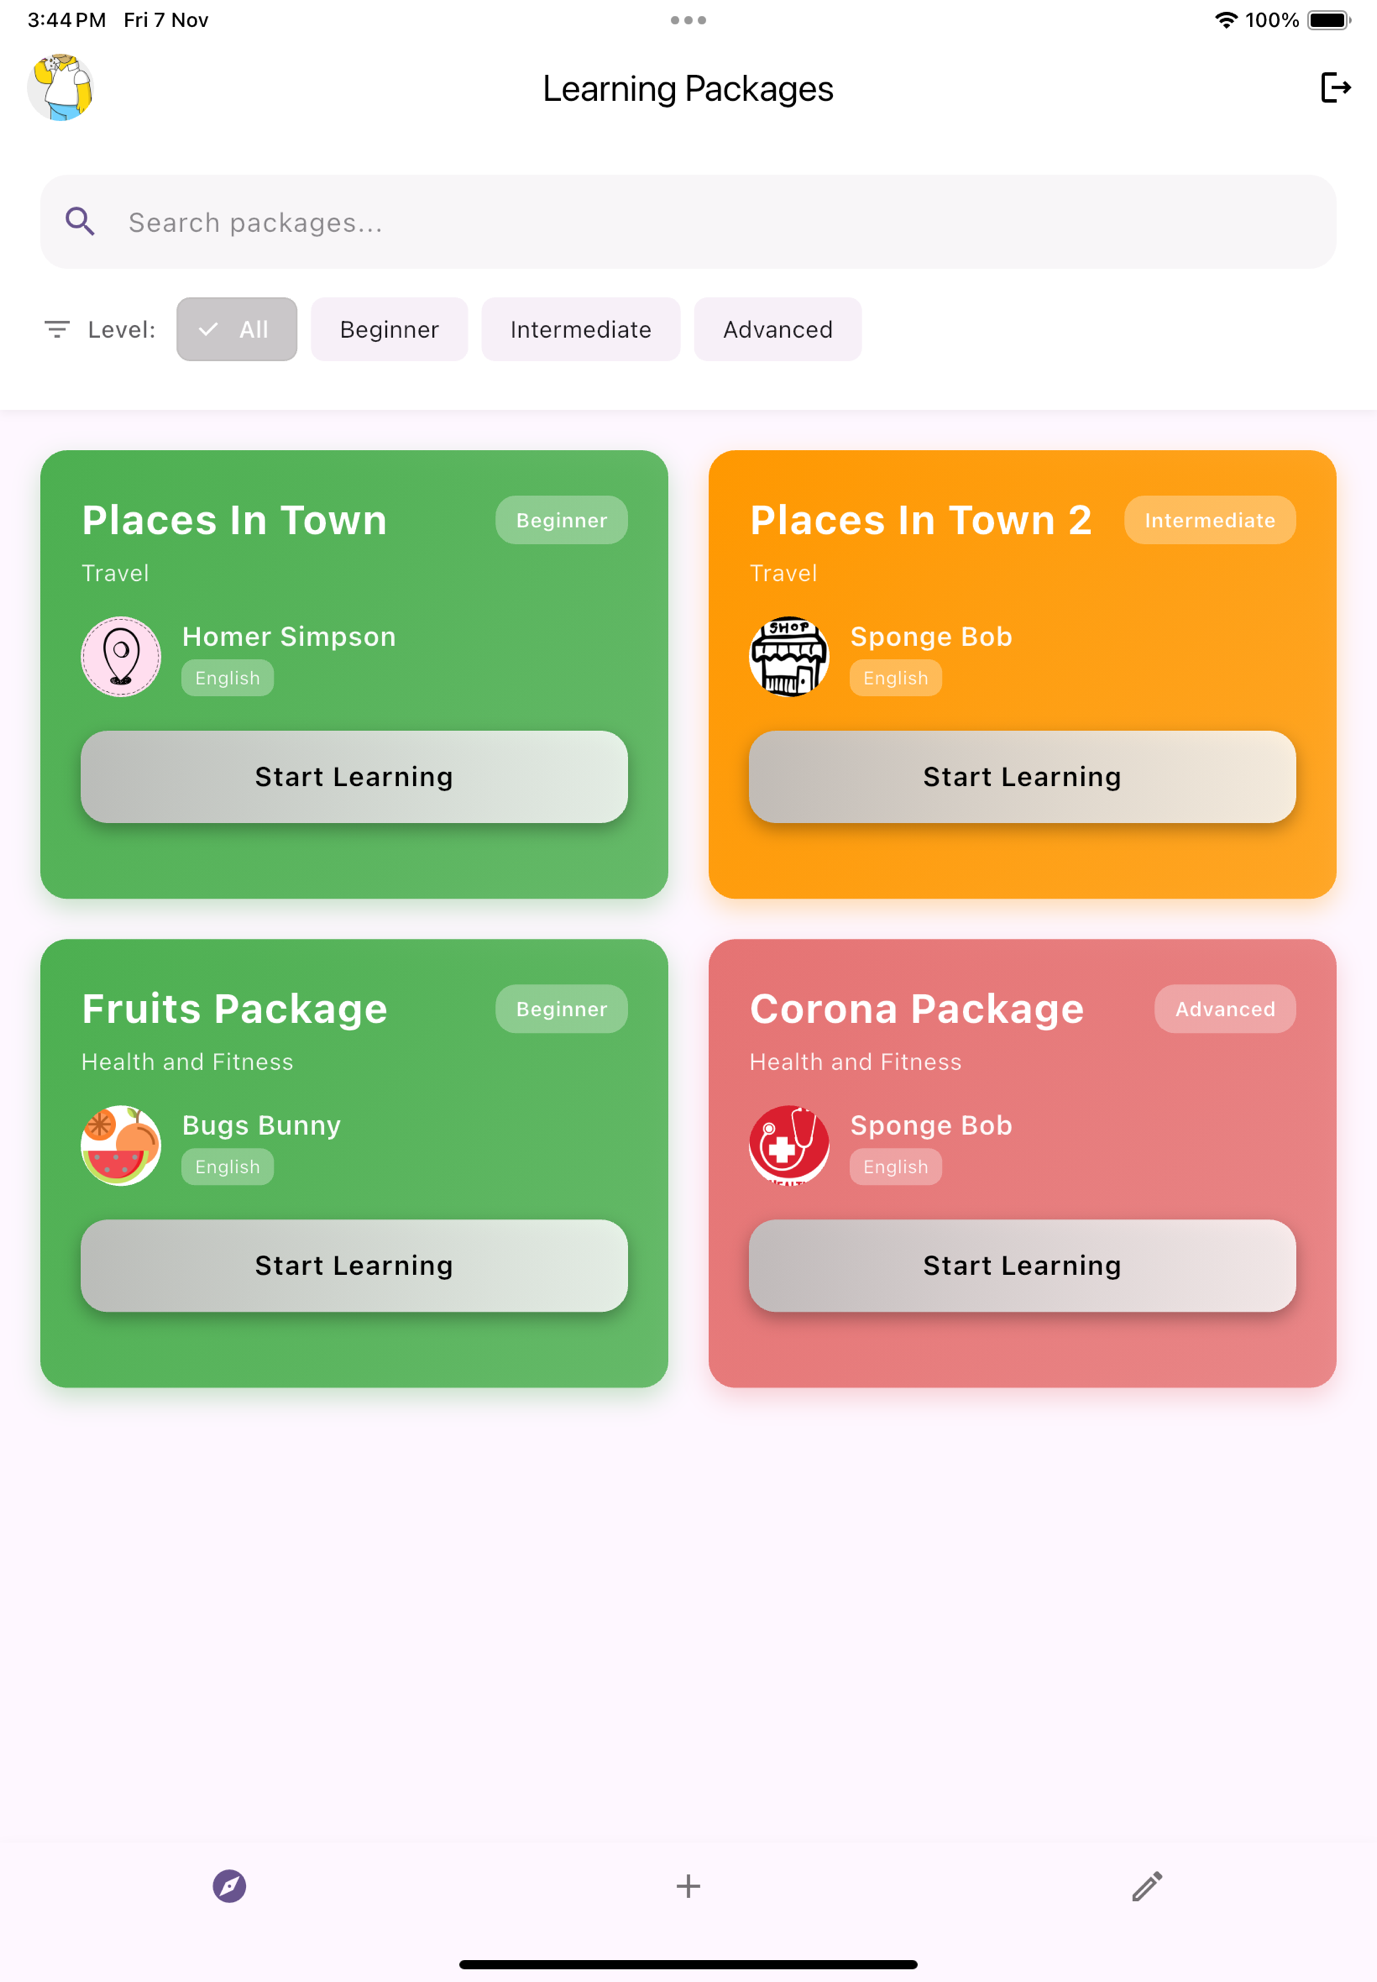 3:44 PM Fri 7 Nov 100%
Learning Packages
Search packages...
Level: All Beginner Intermediate Advanced
Places In Town Beginner
Travel
Homer Simpson
English
Start Learning
Places In Town 2 Intermediate
Travel
SHOP
Sponge Bob
English
Start Learning
Fruits Package Beginner
Health and Fitness
Bugs Bunny
English
Start Learning
Corona Package Advanced
Health and Fitness
Sponge Bob
English
Start Learning